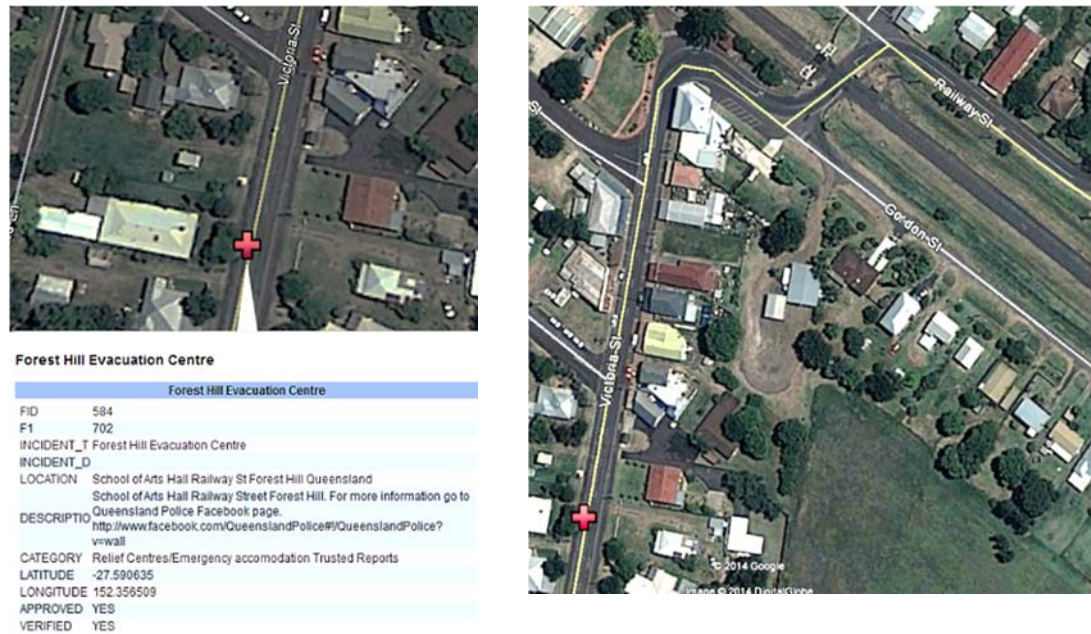 Victoria St
Forest Hill Evacuation Centre
Forest Hill Evacuation Centre
FID 584
F1 702
INCIDENT_T Forest Hill Evacuation Centre
INCIDENT_D
LOCATION School of Arts Hall Railway St Forest Hill Queensland
School of Arts Hall Railway Street Forest Hill. For more information go to
DESCRIPTIO Queensland Police Facebook page.
http://www.facebook.com/QueenslandPolice#!/QueenslandPolice?
v=wall
CATEGORY Relief Centres/Emergency accomodation Trusted Reports
LATITUDE -27.590635
LONGITUDE 152.356509
APPROVED YES
VERIFIED YES
Railway St
St
Gordon St
Victoria St
© 2014 Google
Image © 2014 DigitalGlobe